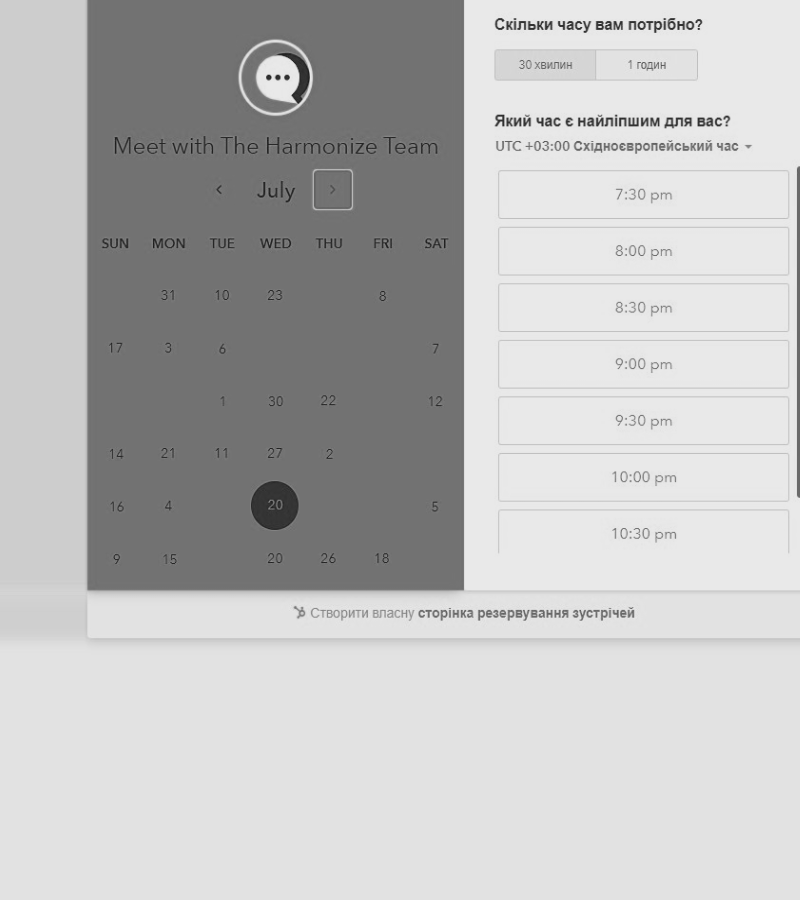 Meet with The Harmonize Team
July
SUN MON TUE WED THU FRI SAT
31 10 23 8
17 3 6 7
1 30 22 12
14 21 11 27 2
16 4 20 5
9 15 20 26 18
Скільки часу вам потрібно?
30 хвилин 1 годин
Який час є найліпшим для вас?
UTC +03:00 Східноєвропейський час
7:30 pm
8:00 pm
8:30 pm
9:00 pm
9:30 pm
10:00 pm
10:30 pm
Створити власну сторінка резервування зустрічей